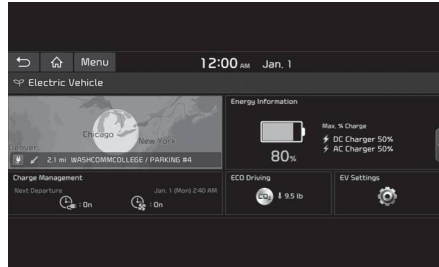 Menu
12:00 AM Jan. 1
Electric Vehicle
Denver
Chicago
New York
2.1 mi WASHCOMMCOLLEGE / PARKING #4
Energy Information
80%
Max. % Charge
DC Charger 50%
AC Charger 50%
Charge Management
Next Departure Jan. 1 (Mon) 2:40 AM
: On : On
ECO Driving
CO₂ ↓ 9.5 lb
EV Settings